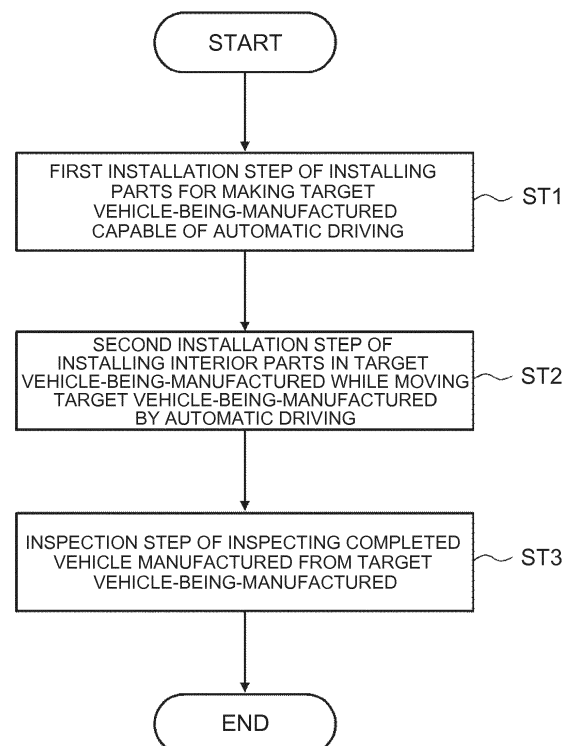 START
FIRST INSTALLATION STEP OF INSTALLING
PARTS FOR MAKING TARGET
VEHICLE-BEING-MANUFACTURED
CAPABLE OF AUTOMATIC DRIVING
ST1
SECOND INSTALLATION STEP OF
INSTALLING INTERIOR PARTS IN TARGET
VEHICLE-BEING-MANUFACTURED WHILE MOVING
TARGET VEHICLE-BEING-MANUFACTURED
BY AUTOMATIC DRIVING
ST2
INSPECTION STEP OF INSPECTING COMPLETED
VEHICLE MANUFACTURED FROM TARGET
VEHICLE-BEING-MANUFACTURED
ST3
END